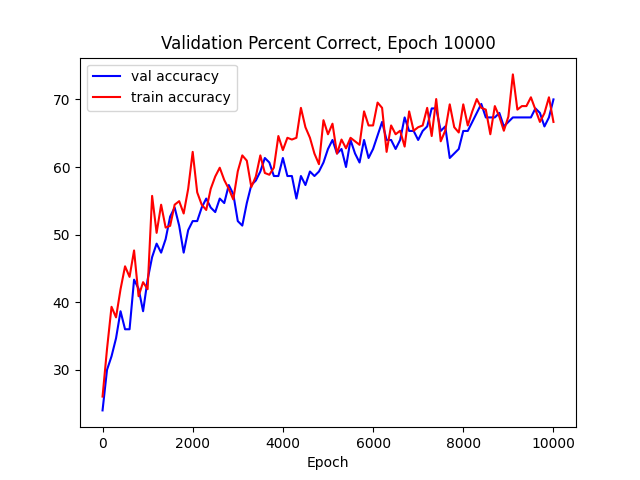 Validation Percent Correct, Epoch 10000
val accuracy
train accuracy
70
60
50
40
30
0 2000 4000 6000 8000 10000
Epoch